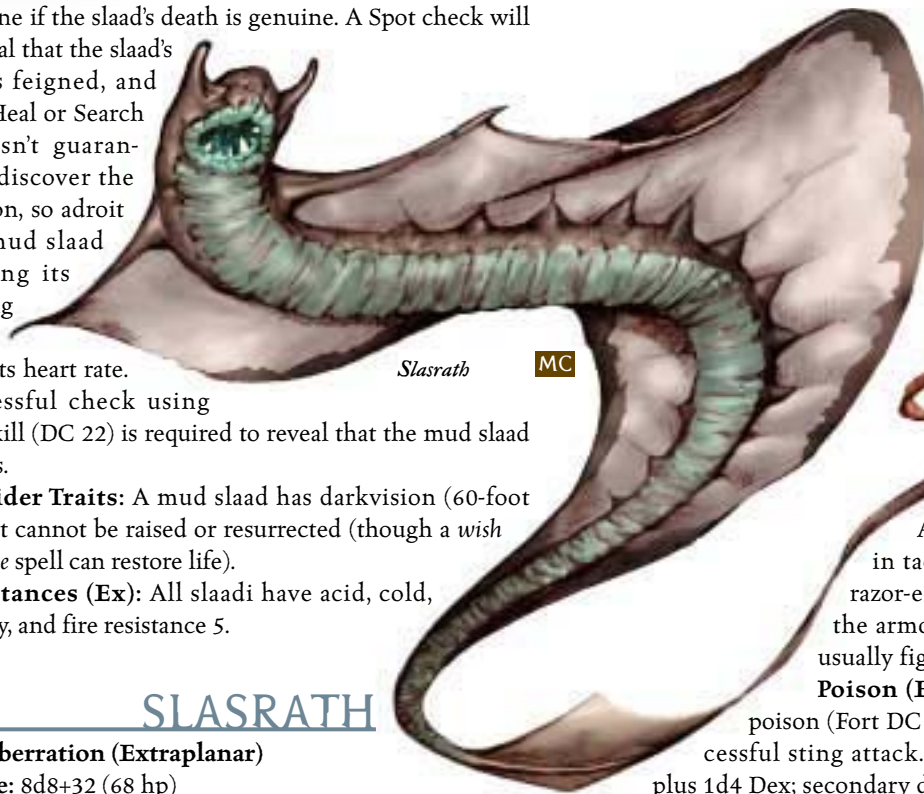 ne if the slaad's death is genuine. A Spot check will
al that the slaad's
s feigned, and
Heal or Search
sn't guaran-
discover the
on, so adroit
mud slaad
ng its
g
ts heart rate.
essful check using
kill (DC 22) is required to reveal that the mud slaad
s.
ider Traits: A mud slaad has darkvision (60-foot
t cannot be raised or resurrected (though a wish
e spell can restore life).
tances (Ex): All slaadi have acid, cold,
y, and fire resistance 5.
Slasrath
MC
SLASRATH
berration (Extraplanar)
e: 8d8+32 (68 hp)
A
in ta
razor-e
the armo
usually fig
Poison (E
poison (Fort DC
cessful sting attack.
plus 1d4 Dex; secondary d